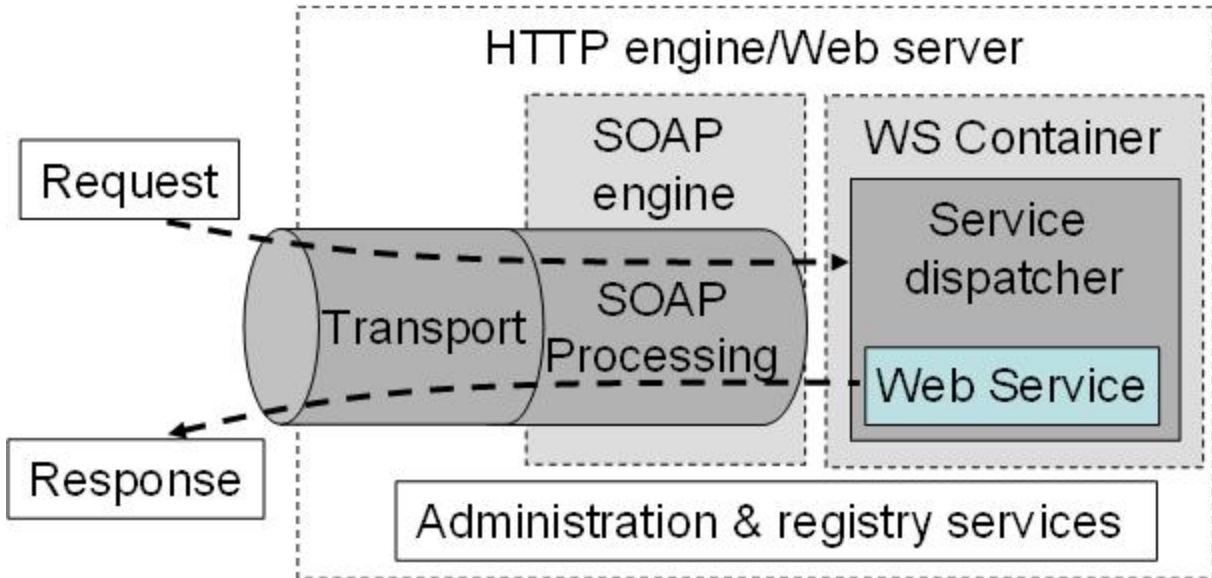 HTTP engine/Web server
SOAP
engine
WS Container
Request
Service
dispatcher
Transport
SOAP
Processing
Web Service
Response
Administration & registry services